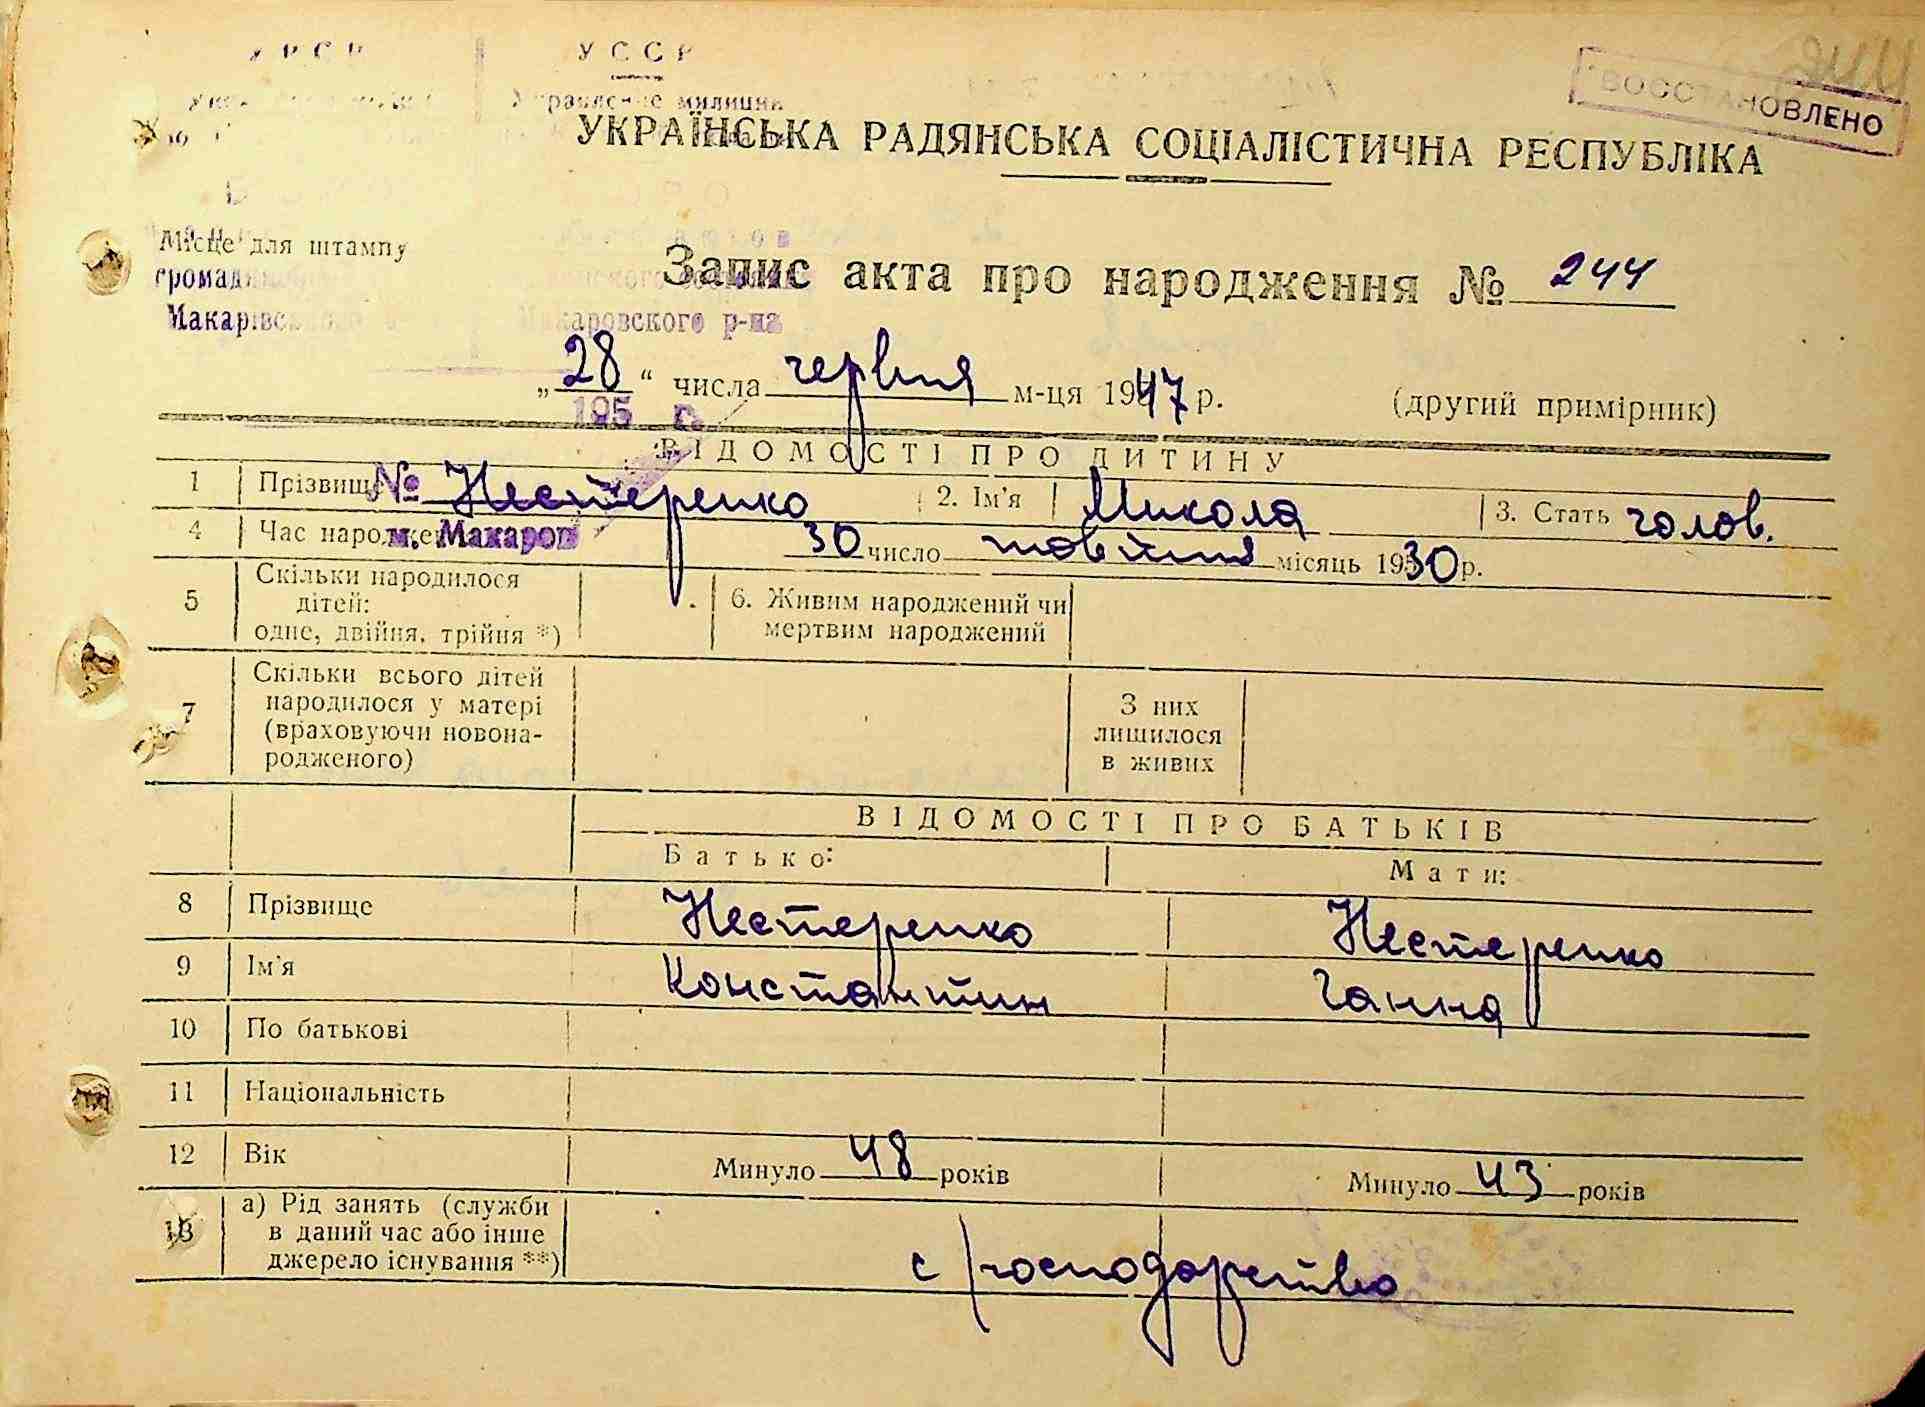 УССР
милиции
ВОССТАНОВЛЕНО
УКРАЇНСЬКА РАДЯНСЬКА СОЦІАЛІСТИЧНА РЕСПУБЛІКА
Місце для штампу
Запис акта про народження № 244
Макаровского р-на
„28“ числа червня м-ця 1947 р. (другий примірник)
195 г.
ВІДОМОСТІ ПРО ДИТИНУ
1 Прізвище № Нестеренко 2. Ім'я Микола 3. Стать чолов.
4 Час народжен м. Макаров 30 число жовтня місяць 1930 р.
5 Скільки народилося дітей: одне, двійня, трійня *) 6. Живим народжений чи мертвим народжений
7 Скільки всього дітей народилося у матері (враховуючи новонародженого) З них лишилося в живих
ВІДОМОСТІ ПРО БАТЬКІВ
Батько: Мати:
8 Прізвище Нестеренко Нестеренко
9 Ім'я Константин Ганна
10 По батькові
11 Національність
12 Вік Минуло 48 років Минуло 43 років
13 а) Рід занять (служби в даний час або інше джерело існування **) с/господарство